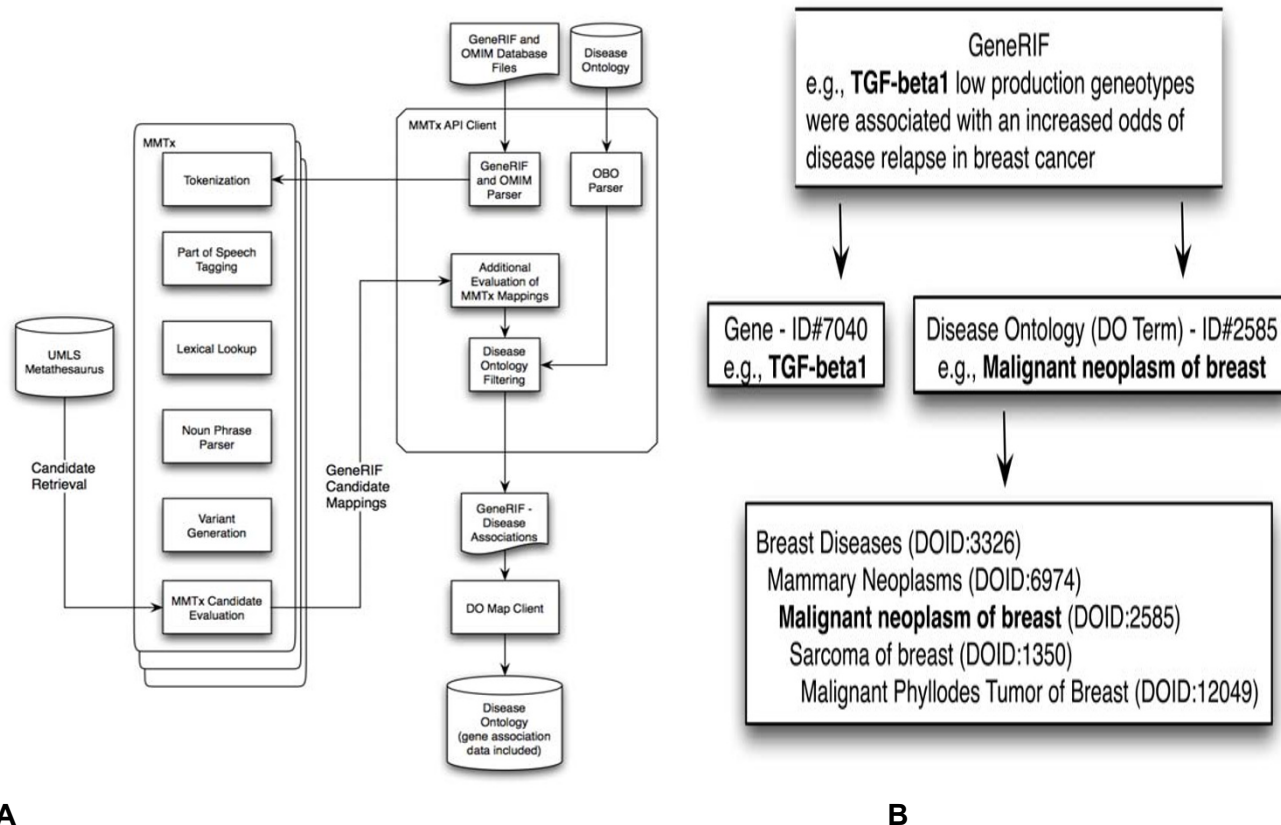 GeneRIF and
OMIM Database
Files
Disease
Ontology
MMTx API Client
GeneRIF
and OMIM
Parser
OBO
Parser
MMTx
Tokenization
Part of Speech
Tagging
Lexical Lookup
Noun Phrase
Parser
Variant
Generation
MMTx Candidate
Evaluation
UMLS
Metathesaurus
Candidate
Retrieval
GeneRIF
Candidate
Mappings
Additional
Evaluation of
MMTx Mappings
Disease
Ontology
Filtering
GeneRIF -
Disease
Associations
DO Map Client
Disease
Ontology
(gene association
data included)
A
GeneRIF
e.g., TGF-beta1 low production geneotypes
were associated with an increased odds of
disease relapse in breast cancer
Gene - ID#7040
e.g., TGF-beta1
Disease Ontology (DO Term) - ID#2585
e.g., Malignant neoplasm of breast
Breast Diseases (DOID:3326)
Mammary Neoplasms (DOID:6974)
Malignant neoplasm of breast (DOID:2585)
Sarcoma of breast (DOID:1350)
Malignant Phyllodes Tumor of Breast (DOID:12049)
B